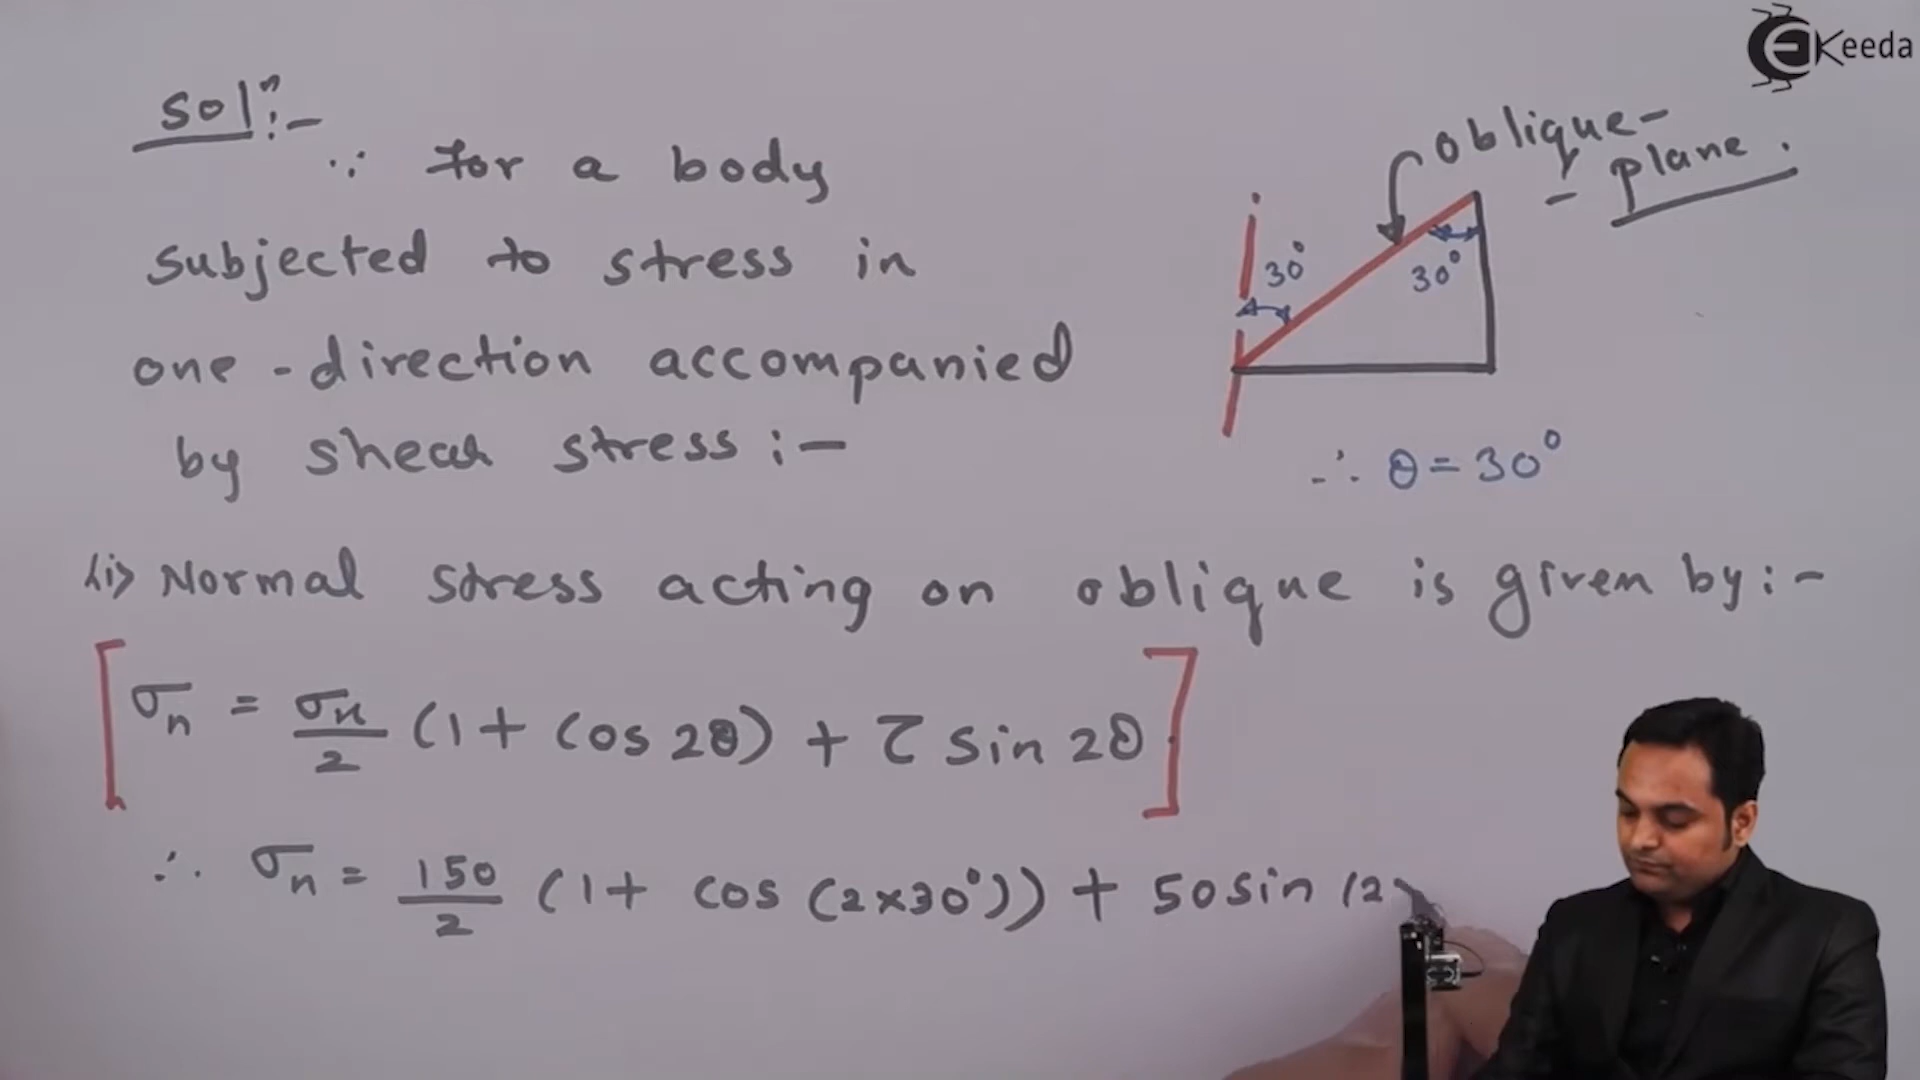 EKeeda
solⁿ:-
∵ for a body
subjected to stress in
one-direction accompanied
by shear stress:-
oblique-
- plane.
30°
30°
∴ θ = 30°
(i) Normal stress acting on oblique is given by:-
[σn = σx/2 (1 + cos 2θ) + τ sin 2θ]
∴ σn = 150/2 (1 + cos (2×30°)) + 50 sin (2×